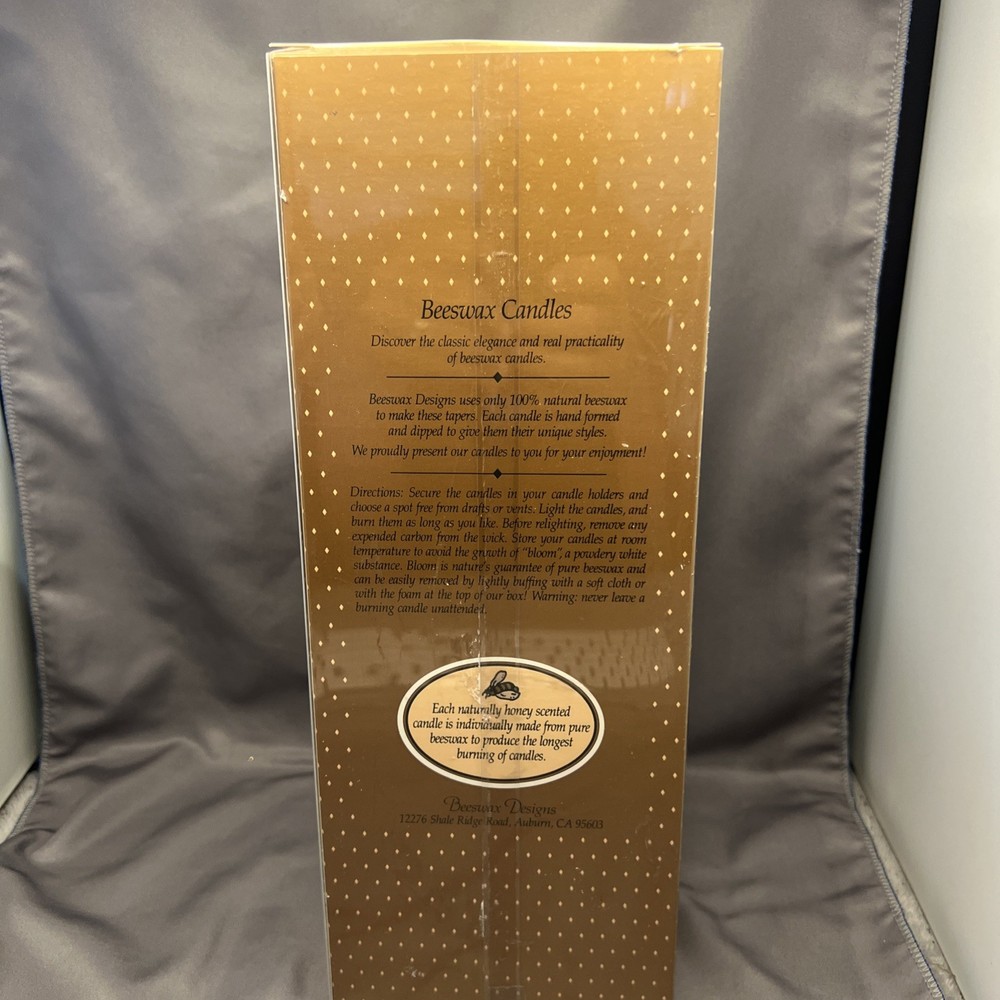 Beeswax Candles
Discover the classic elegance and real practicality
of beeswax candles.
Beeswax Designs uses only 100% natural beeswax
to make these tapers. Each candle is hand formed
and dipped to give them their unique styles.
We proudly present our candles to you for your enjoyment!
Directions: Secure the candles in your candle holders and
choose a spot free from drafts or vents. Light the candles, and
burn them as long as you like. Before relighting, remove any
expended carbon from the wick. Store your candles at room
temperature to avoid the growth of "bloom", a powdery white
substance. Bloom is nature's guarantee of pure beeswax and
can be easily removed by lightly buffing with a soft cloth or
with the foam at the top of our box! Warning: never leave a
burning candle unattended.
Each naturally honey scented
candle is individually made from pure
beeswax to produce the longest
burning of candles.
Beeswax Designs
12276 Shale Ridge Road, Auburn, CA 95603